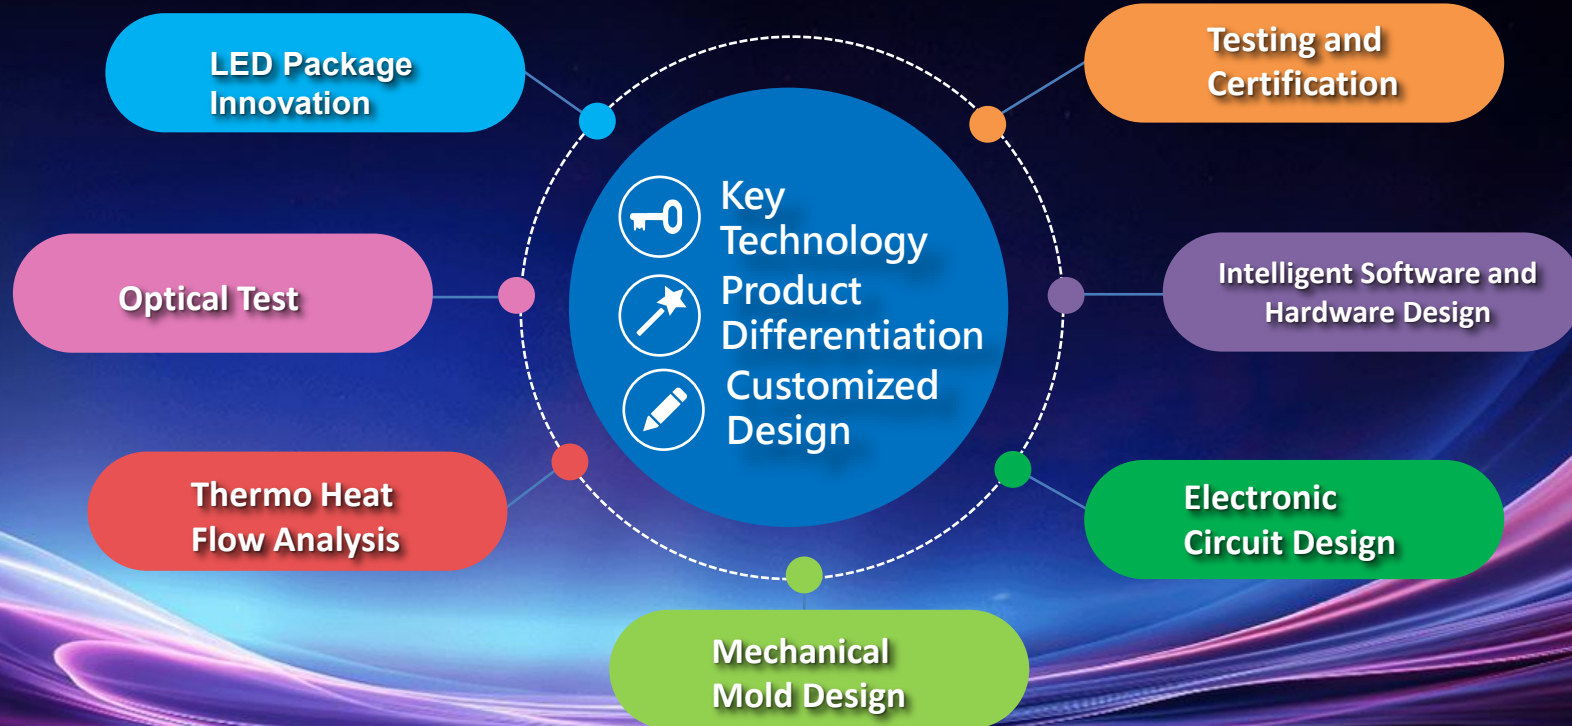 LED Package
Innovation
Testing and
Certification
Key
Technology
Product
Differentiation
Customized
Design
Optical Test
Intelligent Software and
Hardware Design
Thermo Heat
Flow Analysis
Electronic
Circuit Design
Mechanical
Mold Design